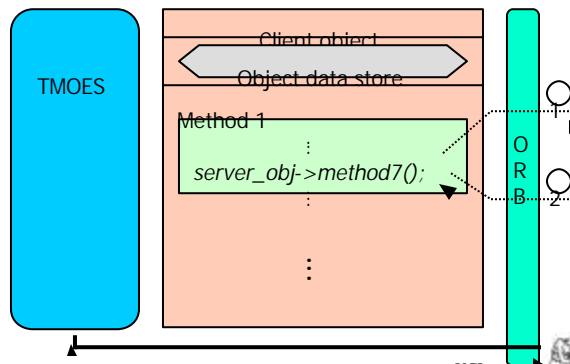 Client object
Object data store
TMOES
Method 1
⋮
server_obj->method7();
⋮
⋮
O
R
B
1
2